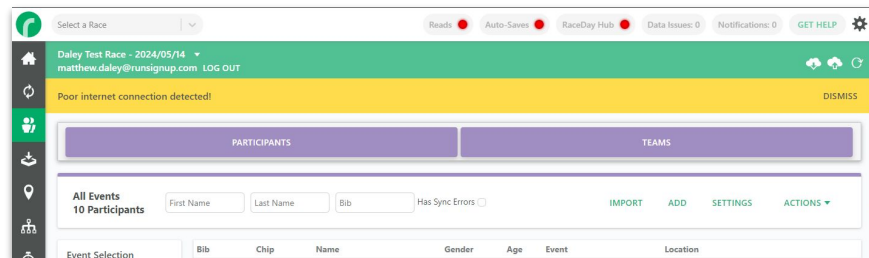 Select a Race
Reads
Auto-Saves
RaceDay Hub
Data Issues: 0
Notifications: 0
GET HELP
Daley Test Race - 2024/05/14
matthew.daley@runsignup.com LOG OUT
Poor internet connection detected!
DISMISS
PARTICIPANTS
TEAMS
All Events
10 Participants
First Name
Last Name
Bib
Has Sync Errors
IMPORT
ADD
SETTINGS
ACTIONS
Event Selection
Bib Chip Name Gender Age Event Location